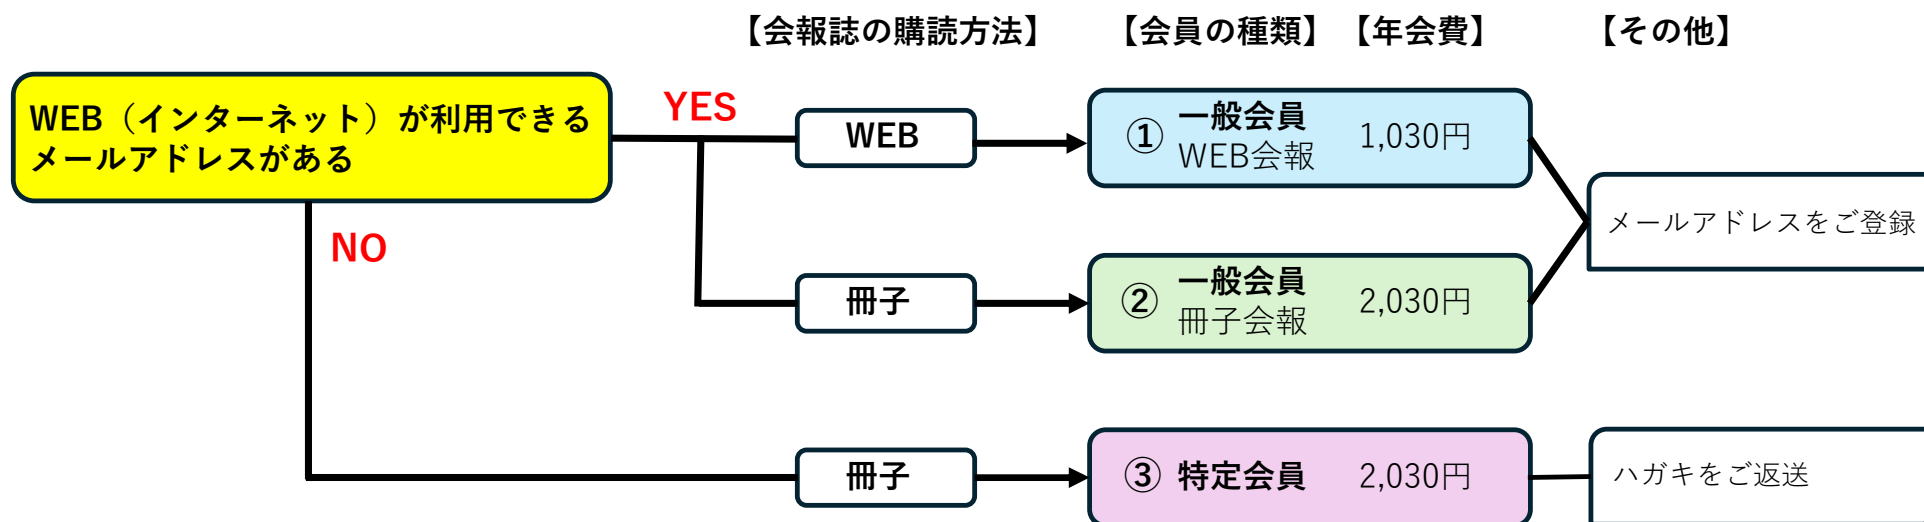 【会報誌の購読方法】 【会員の種類】 【年会費】 【その他】
WEB（インターネット）が利用できる
メールアドレスがある
YES
NO
WEB
① 一般会員 1,030円
WEB会報
メールアドレスをご登録
冊子
② 一般会員 2,030円
冊子会報
冊子
③ 特定会員 2,030円
ハガキをご返送